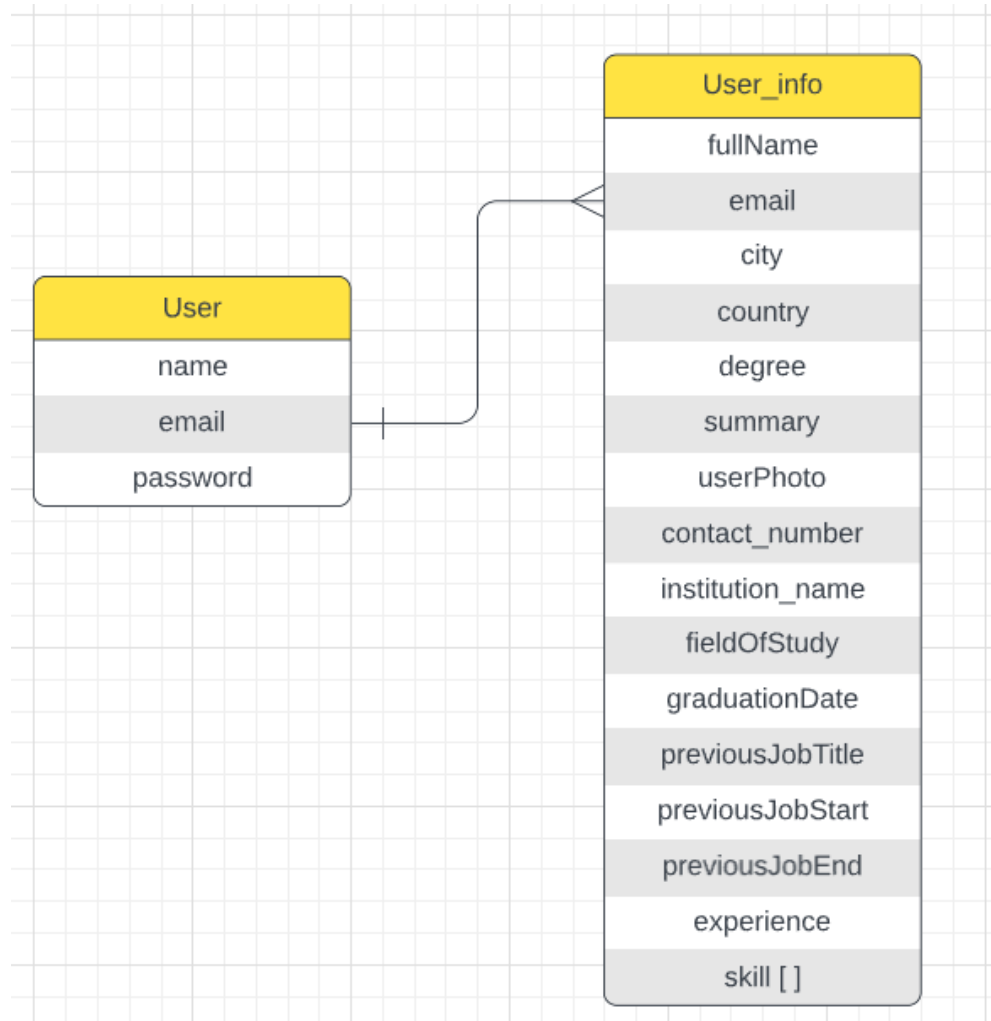 User
name
email
password
User_info
fullName
email
city
country
degree
summary
userPhoto
contact_number
institution_name
fieldOfStudy
graduationDate
previousJobTitle
previousJobStart
previousJobEnd
experience
skill [ ]